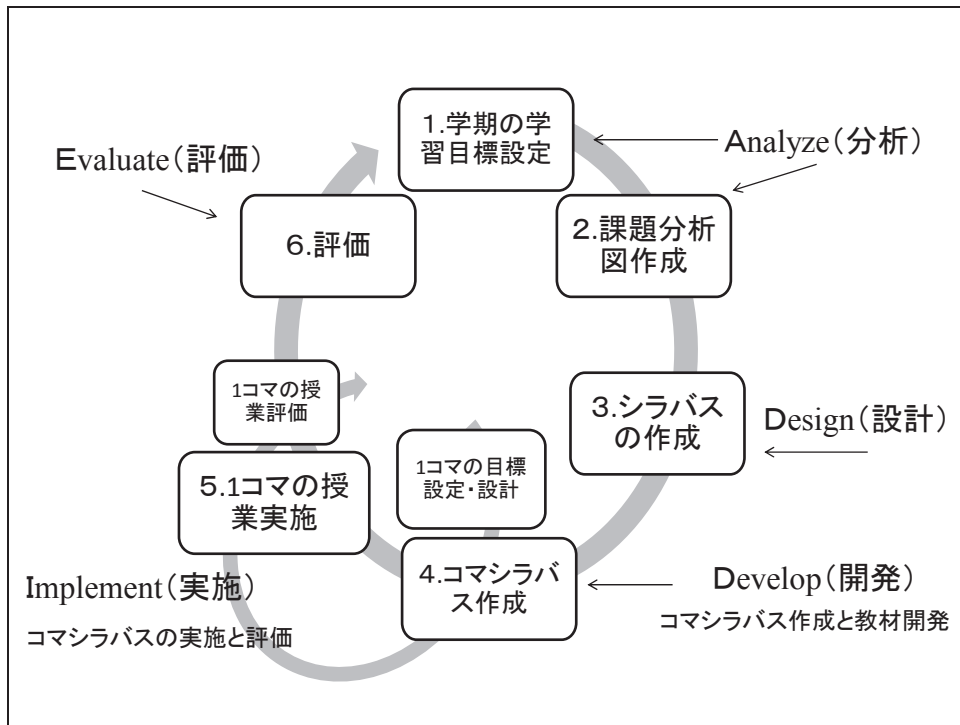 1.学期の学
習目標設定
Analyze(分析)
Evaluate(評価)
2.課題分析
図作成
6.評価
1コマの授
業評価
3.シラバス
の作成
Design(設計)
1コマの目標
設定・設計
5.1コマの授
業実施
4.コマシラバ
ス作成
Implement(実施)
コマシラバスの実施と評価
Develop(開発)
コマシラバス作成と教材開発